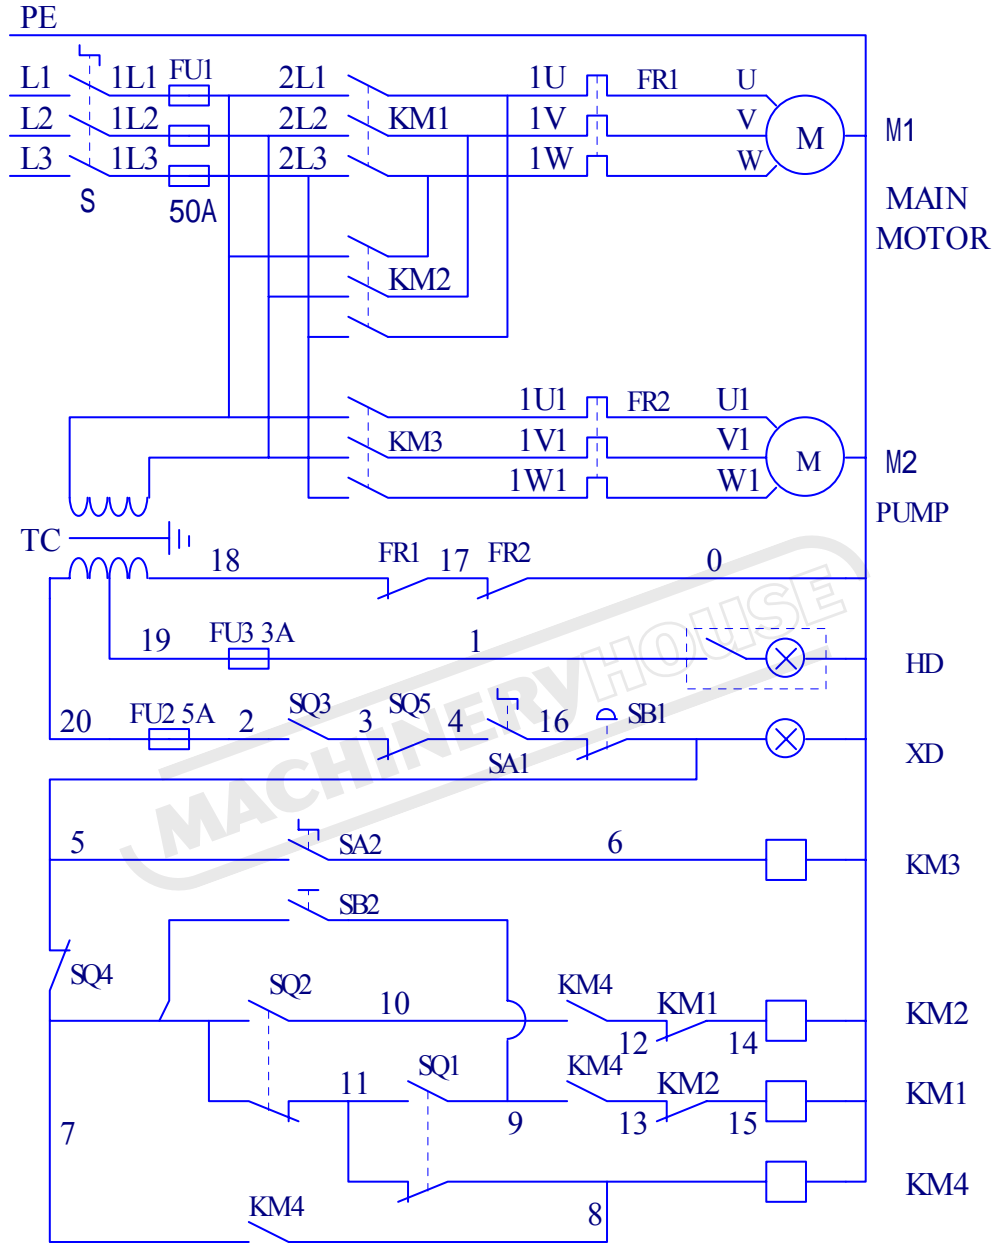 PE
L1 1L1 FU1 2L1 1U FR1 U
L2 1L2 2L2 KM1 1V V M M1
L3 1L3 2L3 1W W
S 50A MAIN
MOTOR
KM2
1U1 FR2 U1
KM3 1V1 V1 M M2
1W1 W1
PUMP
TC
18 FR1 17 FR2 0
19 FU3 3A 1 HD
20 FU2 5A 2 SQ3 3 SQ5 4 16 SB1
SA1 XD
MACHINERYHOUSE
5 SA2 6 KM3
SB2
SQ4 SQ2 10 KM4 KM1 KM2
12 14
11 SQ1 KM4 KM2 KM1
9 13 15
7
KM4 8 KM4